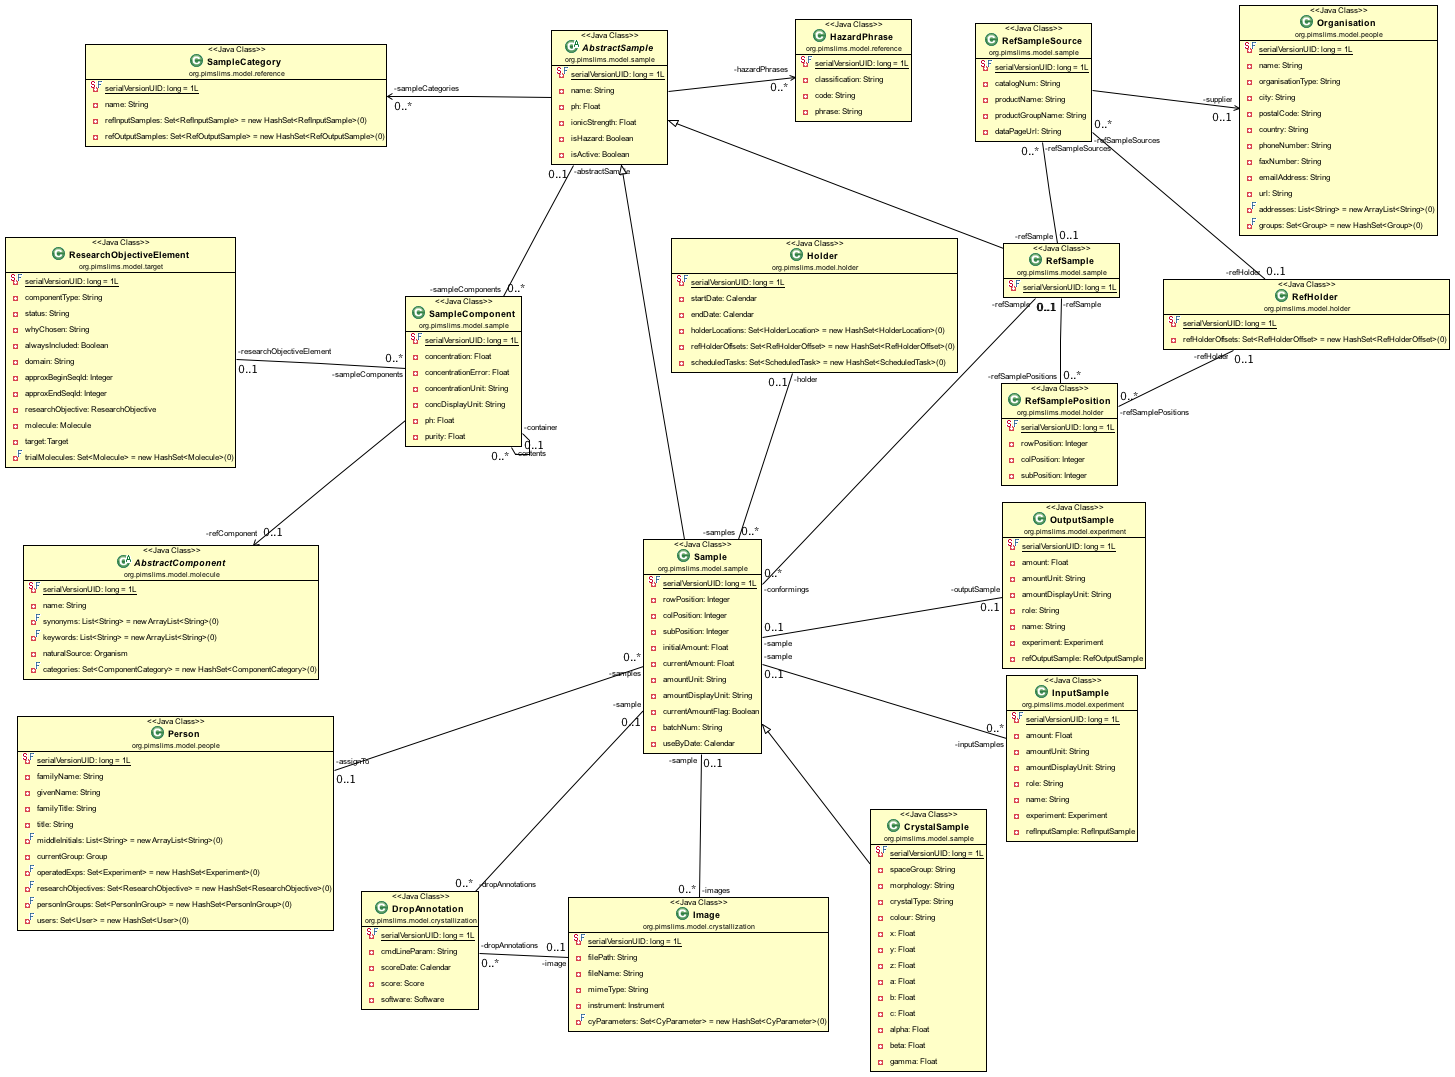 <<Java Class>>
SampleCategory
org.pimslims.model.reference
serialVersionUID: long = 1L
name: String
refInputSamples: Set<RefInputSample> = new HashSet<RefInputSample>(0)
refOutputSamples: Set<RefOutputSample> = new HashSet<RefOutputSample>(0)
-sampleCategories
0..*
<<Java Class>>
AbstractSample
org.pimslims.model.sample
serialVersionUID: long = 1L
name: String
ph: Float
ionicStrength: Float
isHazard: Boolean
isActive: Boolean
-hazardPhrases
0..*
<<Java Class>>
HazardPhrase
org.pimslims.model.reference
serialVersionUID: long = 1L
classification: String
code: String
phrase: String
<<Java Class>>
RefSampleSource
org.pimslims.model.sample
serialVersionUID: long = 1L
catalogNum: String
productName: String
productGroupName: String
dataPageUrl: String
-supplier
0..1
<<Java Class>>
Organisation
org.pimslims.model.people
serialVersionUID: long = 1L
name: String
organisationType: String
city: String
postalCode: String
country: String
phoneNumber: String
faxNumber: String
emailAddress: String
url: String
addresses: List<String> = new ArrayList<String>(0)
groups: Set<Group> = new HashSet<Group>(0)
0..*
-refSampleSources
0..*
-refSampleSources
0..1
-abstractSample
<<Java Class>>
ResearchObjectiveElement
org.pimslims.model.target
serialVersionUID: long = 1L
componentType: String
status: String
whyChosen: String
alwaysIncluded: Boolean
domain: String
approxBeginSeqId: Integer
approxEndSeqId: Integer
researchObjective: ResearchObjective
molecule: Molecule
target: Target
trialMolecules: Set<Molecule> = new HashSet<Molecule>(0)
-researchObjectiveElement
0..1
0..*
-sampleComponents
-sampleComponents
0..*
<<Java Class>>
SampleComponent
org.pimslims.model.sample
serialVersionUID: long = 1L
concentration: Float
concentrationError: Float
concentrationUnit: String
concDisplayUnit: String
ph: Float
purity: Float
-container
0..1
0..*
-contents
<<Java Class>>
Holder
org.pimslims.model.holder
serialVersionUID: long = 1L
startDate: Calendar
endDate: Calendar
holderLocations: Set<HolderLocation> = new HashSet<HolderLocation>(0)
refHolderOffsets: Set<RefHolderOffset> = new HashSet<RefHolderOffset>(0)
scheduledTasks: Set<ScheduledTask> = new HashSet<ScheduledTask>(0)
0..1
-holder
-refSample
0..1
<<Java Class>>
RefSample
org.pimslims.model.sample
serialVersionUID: long = 1L
-refSample
0..1
-refSample
-refHolder
0..1
<<Java Class>>
RefHolder
org.pimslims.model.holder
serialVersionUID: long = 1L
refHolderOffsets: Set<RefHolderOffset> = new HashSet<RefHolderOffset>(0)
-refHolder
0..1
-refSamplePositions
0..*
<<Java Class>>
RefSamplePosition
org.pimslims.model.holder
serialVersionUID: long = 1L
rowPosition: Integer
colPosition: Integer
subPosition: Integer
0..*
-refSamplePositions
-refComponent
0..1
<<Java Class>>
AbstractComponent
org.pimslims.model.molecule
serialVersionUID: long = 1L
name: String
synonyms: List<String> = new ArrayList<String>(0)
keywords: List<String> = new ArrayList<String>(0)
naturalSource: Organism
categories: Set<ComponentCategory> = new HashSet<ComponentCategory>(0)
-samples
0..*
<<Java Class>>
Sample
org.pimslims.model.sample
serialVersionUID: long = 1L
rowPosition: Integer
colPosition: Integer
subPosition: Integer
initialAmount: Float
currentAmount: Float
amountUnit: String
amountDisplayUnit: String
currentAmountFlag: Boolean
batchNum: String
useByDate: Calendar
0..*
-conformings
0..1
-sample
-sample
0..1
-outputSample
0..1
<<Java Class>>
OutputSample
org.pimslims.model.experiment
serialVersionUID: long = 1L
amount: Float
amountUnit: String
amountDisplayUnit: String
role: String
name: String
experiment: Experiment
refOutputSample: RefOutputSample
0..*
-inputSamples
<<Java Class>>
InputSample
org.pimslims.model.experiment
serialVersionUID: long = 1L
amount: Float
amountUnit: String
amountDisplayUnit: String
role: String
name: String
experiment: Experiment
refInputSample: RefInputSample
0..*
-samples
-sample
0..1
-sample
0..1
<<Java Class>>
Person
org.pimslims.model.people
serialVersionUID: long = 1L
familyName: String
givenName: String
familyTitle: String
title: String
middleInitials: List<String> = new ArrayList<String>(0)
currentGroup: Group
operatedExps: Set<Experiment> = new HashSet<Experiment>(0)
researchObjectives: Set<ResearchObjective> = new HashSet<ResearchObjective>(0)
personInGroups: Set<PersonInGroup> = new HashSet<PersonInGroup>(0)
users: Set<User> = new HashSet<User>(0)
-assignTo
0..1
0..*
-dropAnnotations
<<Java Class>>
DropAnnotation
org.pimslims.model.crystallization
serialVersionUID: long = 1L
cmdLineParam: String
scoreDate: Calendar
score: Score
software: Software
-dropAnnotations
0..*
0..1
-image
0..*
-images
<<Java Class>>
Image
org.pimslims.model.crystallization
serialVersionUID: long = 1L
filePath: String
fileName: String
mimeType: String
instrument: Instrument
cyParameters: Set<CyParameter> = new HashSet<CyParameter>(0)
<<Java Class>>
CrystalSample
org.pimslims.model.sample
serialVersionUID: long = 1L
spaceGroup: String
morphology: String
crystalType: String
colour: String
x: Float
y: Float
z: Float
a: Float
b: Float
c: Float
alpha: Float
beta: Float
gamma: Float